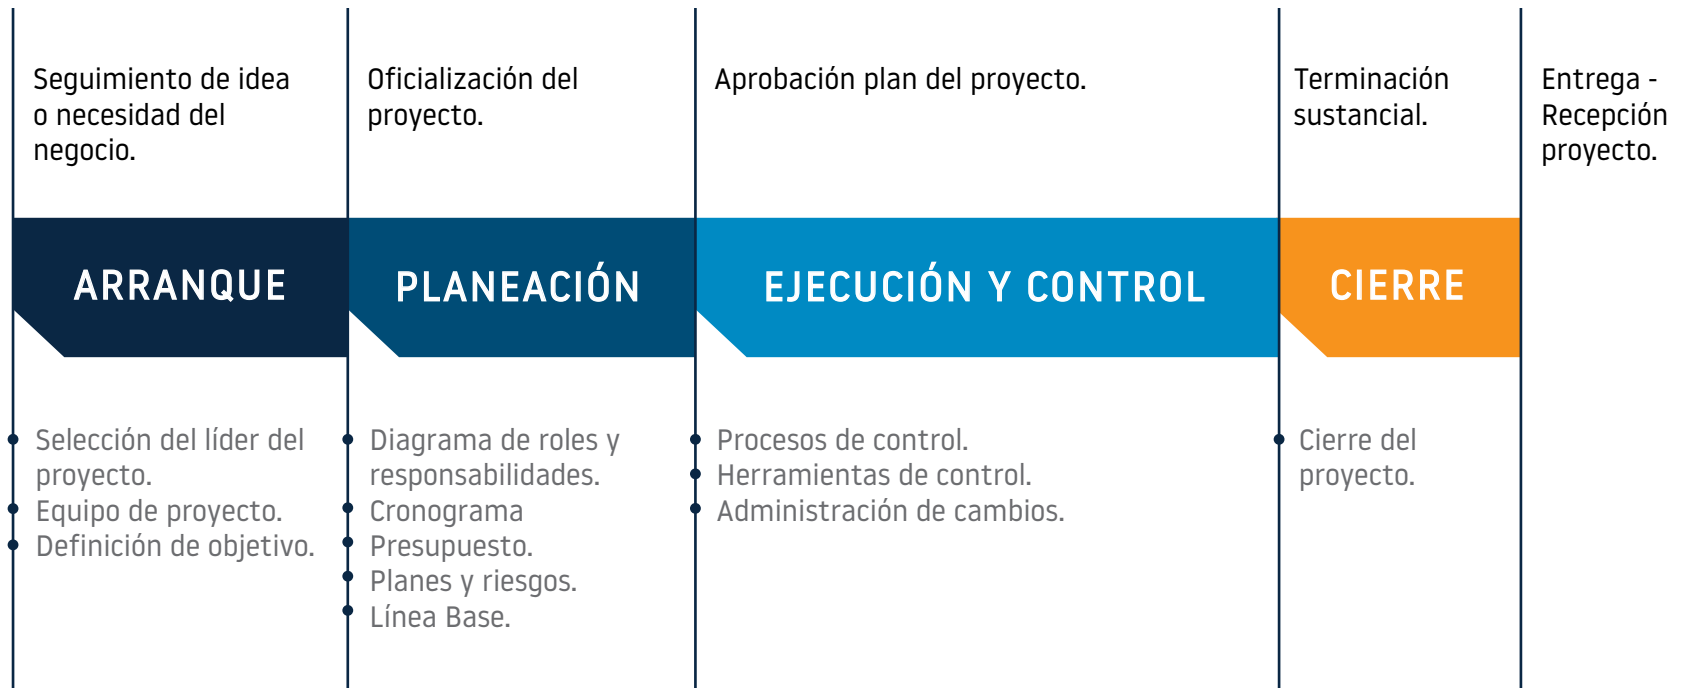 Seguimiento de idea
o necesidad del
negocio.
Oficialización del
proyecto.
Aprobación plan del proyecto.
Terminación
sustancial.
Entrega -
Recepción
proyecto.
ARRANQUE
PLANEACIÓN
EJECUCIÓN Y CONTROL
CIERRE
Selección del líder del
proyecto.
Equipo de proyecto.
Definición de objetivo.
Diagrama de roles y
responsabilidades.
Cronograma
Presupuesto.
Planes y riesgos.
Línea Base.
Procesos de control.
Herramientas de control.
Administración de cambios.
Cierre del
proyecto.